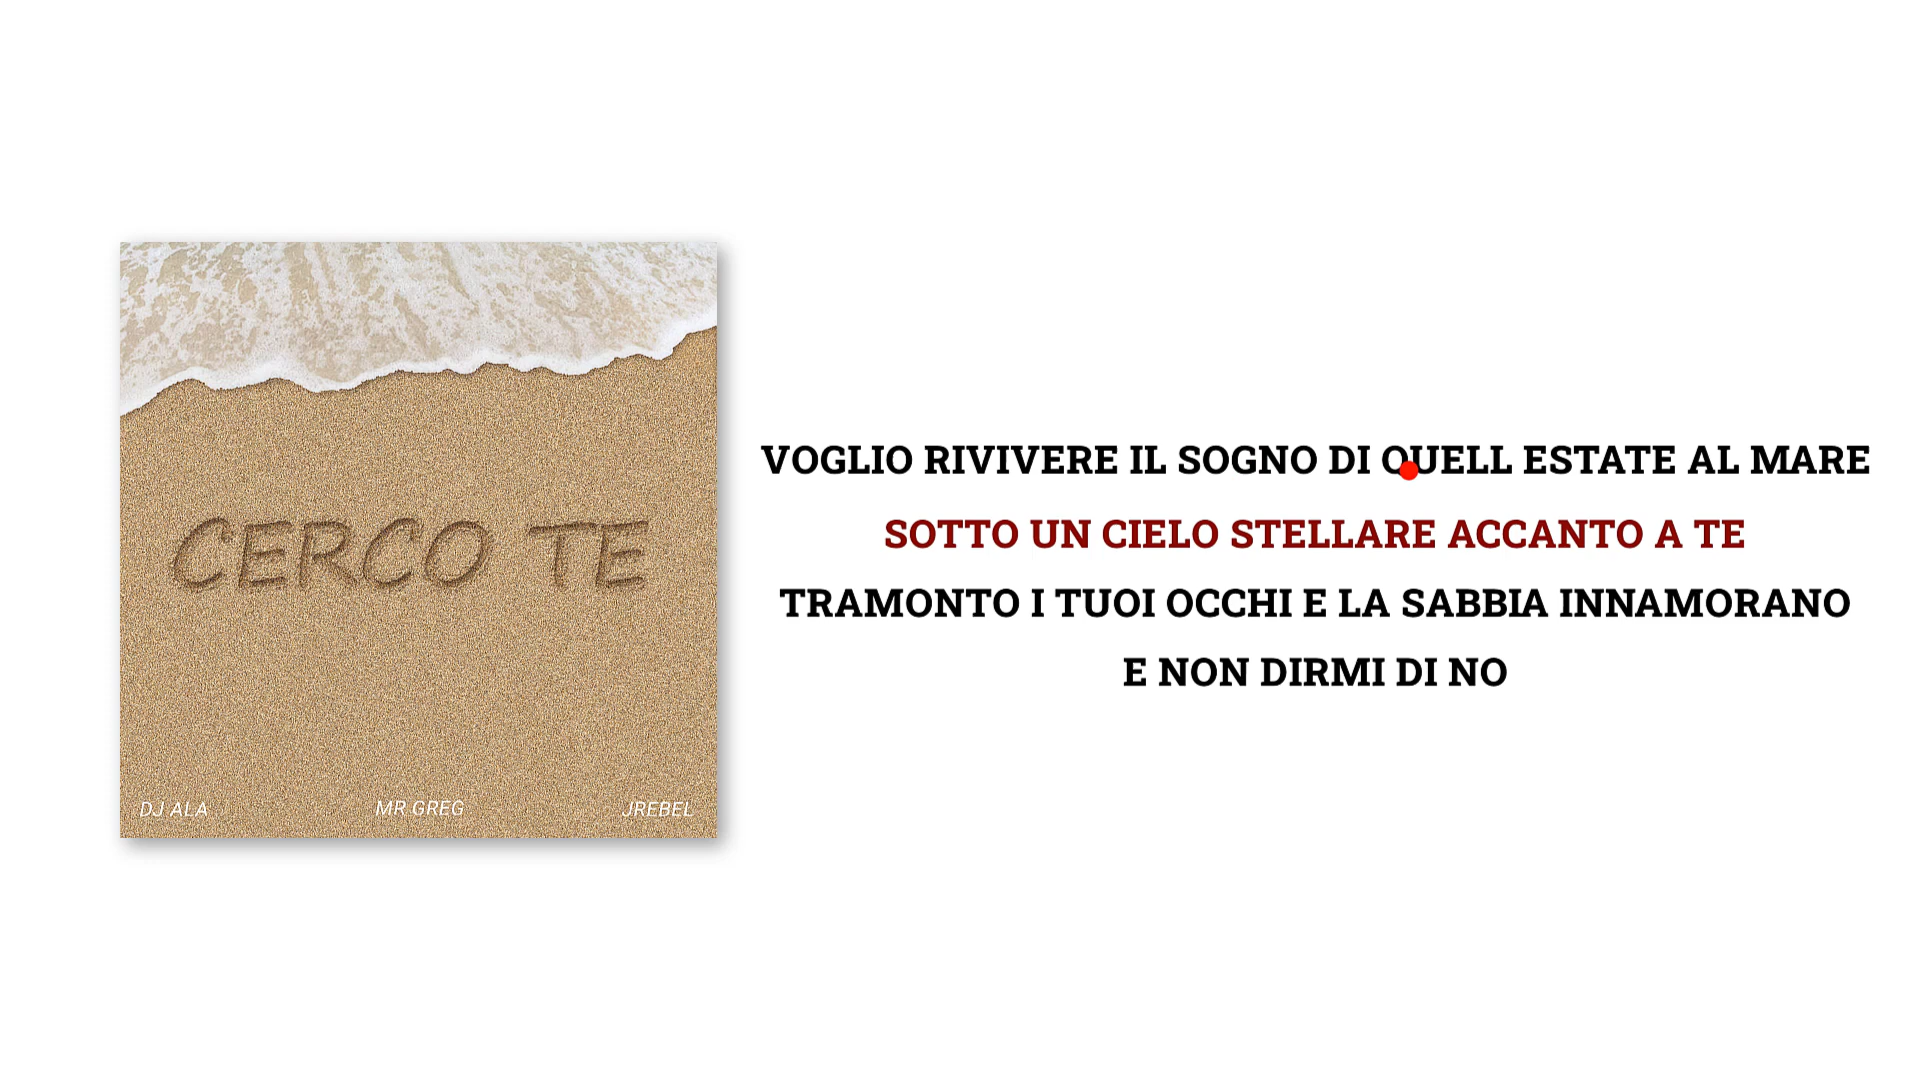 CERCO TE
DJ ALA
MR GREG
JREBEL
VOGLIO RIVIVERE IL SOGNO DI QUELL ESTATE AL MARE
SOTTO UN CIELO STELLARE ACCANTO A TE
TRAMONTO I TUOI OCCHI E LA SABBIA INNAMORANO
E NON DIRMI DI NO